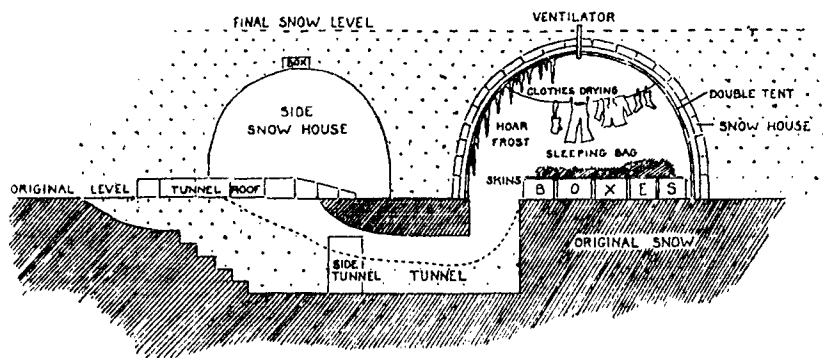 FINAL SNOW LEVEL
VENTILATOR
BOX
SIDE
SNOW HOUSE
CLOTHES DRYING
DOUBLE TENT
SNOW HOUSE
HOAR
FROST
SLEEPING BAG
SKINS
BOXES
ORIGINAL LEVEL
TUNNEL ROOF
ORIGINAL SNOW
SIDE
TUNNEL
TUNNEL